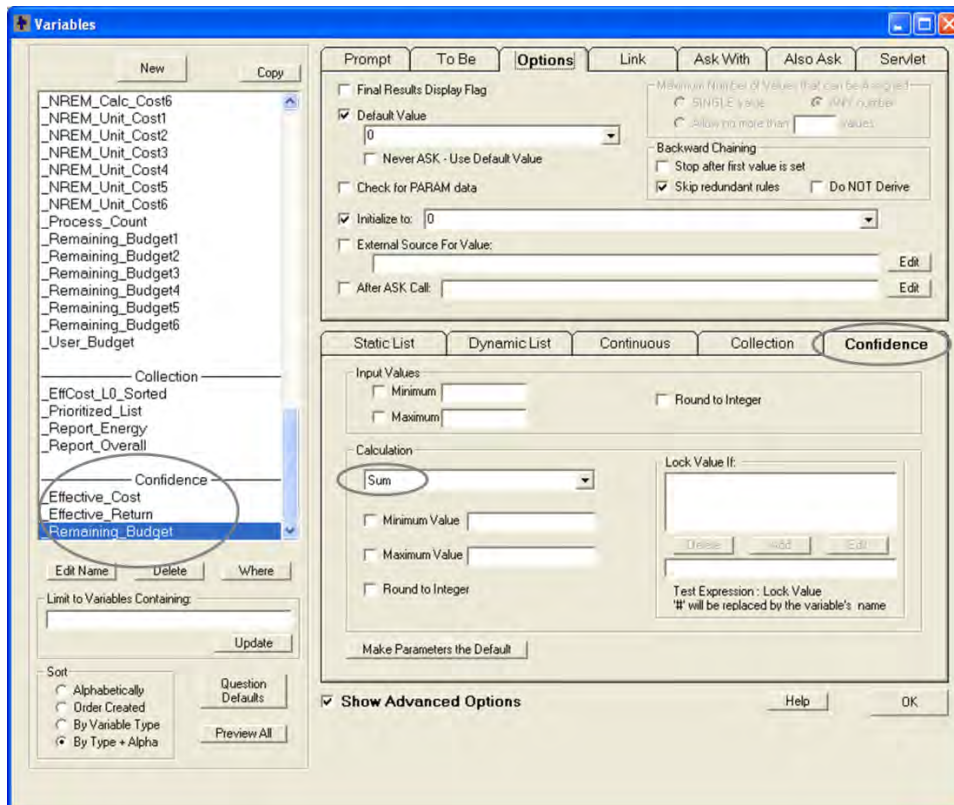 Variables
New
Copy
_NREM_Calc_Cost6
_NREM_Unit_Cost1
_NREM_Unit_Cost2
_NREM_Unit_Cost3
_NREM_Unit_Cost4
_NREM_Unit_Cost5
_NREM_Unit_Cost6
_Process_Count
_Remaining_Budget1
_Remaining_Budget2
_Remaining_Budget3
_Remaining_Budget4
_Remaining_Budget5
_Remaining_Budget6
_User_Budget
Collection
_EffCost_L0_Sorted
_Prioritized_List
_Report_Energy
_Report_Overall
Confidence
_Effective_Cost
_Effective_Return
_Remaining_Budget
Edit Name Delete Where
Limit to Variables Containing:
Update
Sort
Alphabetically
Order Created
By Variable Type
By Type + Alpha
Question Defaults
Preview All
Prompt To Be Options Link Ask With Also Ask Servlet
Final Results Display Flag
Default Value
0
Never ASK - Use Default Value
Check for PARAM data
Maximum Number of Values that can be Assigned
SINGLE value ANY number
Allow no more than values
Backward Chaining
Stop after first value is set
Skip redundant rules Do NOT Derive
Initialize to: 0
External Source For Value:
Edit
After ASK Call: Edit
Static List Dynamic List Continuous Collection Confidence
Input Values
Minimum
Maximum
Round to Integer
Calculation
Sum
Minimum Value
Maximum Value
Round to Integer
Lock Value If:
Delete Add Edit
Test Expression : Lock Value
'#' will be replaced by the variable's name
Make Parameters the Default
Show Advanced Options Help OK